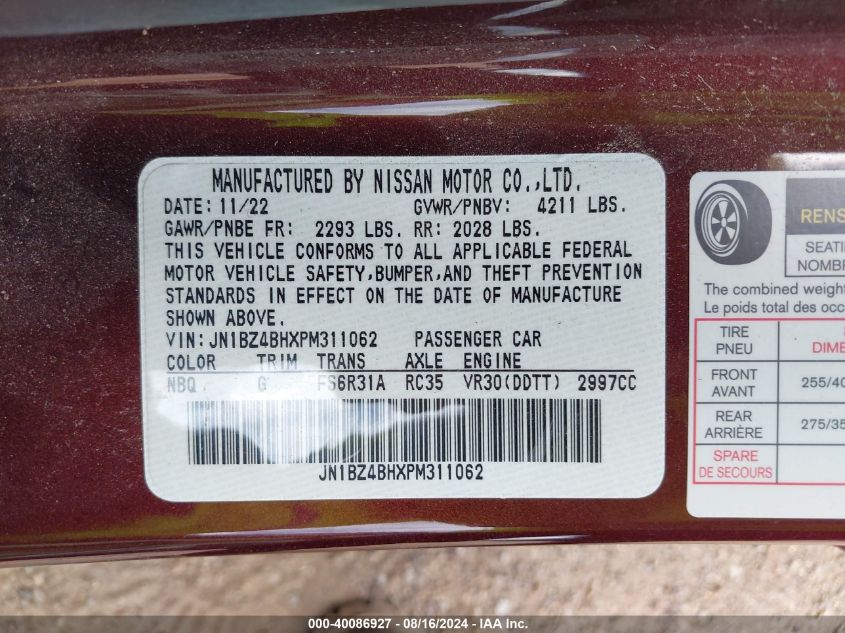 MANUFACTURED BY NISSAN MOTOR CO.,LTD.
DATE: 11/22 GVWR/PNBV: 4211 LBS.
GAWR/PNBE FR: 2293 LBS. RR: 2028 LBS.
THIS VEHICLE CONFORMS TO ALL APPLICABLE FEDERAL
MOTOR VEHICLE SAFETY,BUMPER,AND THEFT PREVENTION
STANDARDS IN EFFECT ON THE DATE OF MANUFACTURE
SHOWN ABOVE.
VIN: JN1BZ4BHXPM311062 PASSENGER CAR
COLOR TRIM TRANS AXLE ENGINE
NBQ G FS6R31A RC35 VR30(DDTT) 2997CC
JN1BZ4BHXPM311062
RENS
SEATI
NOMBR
The combined weight
Le poids total des occ
TIRE
PNEU
DIME
FRONT
AVANT
255/40
REAR
ARRIÈRE
275/35
SPARE
DE SECOURS
000-40086927 - 08/16/2024 - IAA Inc.